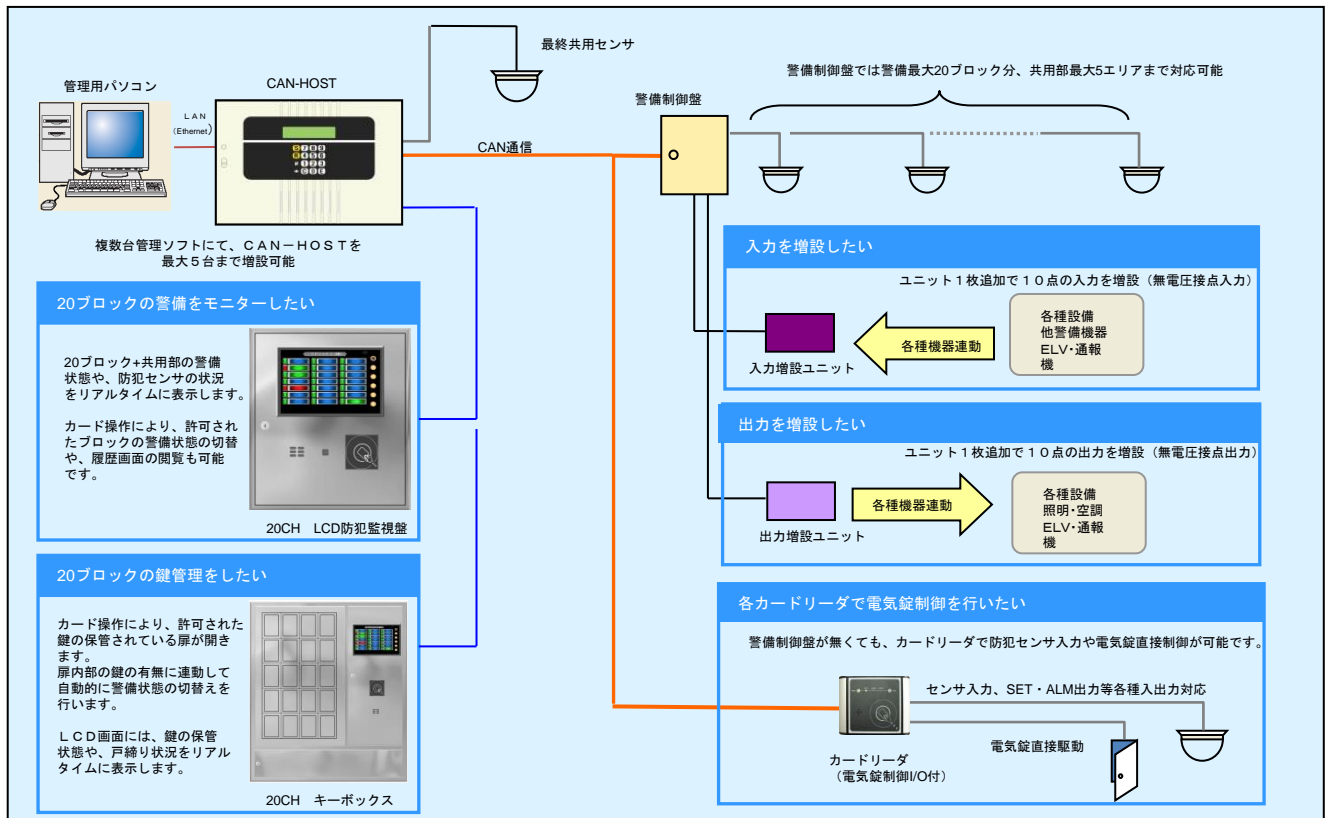 最終共用センサ
管理用パソコン
CAN-HOST
LAN
(Ethernet)
CAN通信
警備制御盤
警備制御盤では警備最大20ブロック分、共用部最大5エリアまで対応可能
複数台管理ソフトにて、CAN-HOSTを
最大5台まで増設可能
20ブロックの警備をモニターしたい
20ブロック+共用部の警備
状態や、防犯センサの状況
をリアルタイムに表示します。
カード操作により、許可され
たブロックの警備状態の切替
や、履歴画面の閲覧も可能
です。
20CH LCD防犯監視盤
20ブロックの鍵管理をしたい
カード操作により、許可された
鍵の保管されている扉が開き
ます。
扉内部の鍵の有無に連動して
自動的に警備状態の切替えを
行います。
LCD画面には、鍵の保管
状態や、戸締り状況をリアル
タイムに表示します。
20CH キーボックス
入力を増設したい
ユニット1枚追加で10点の入力を増設（無電圧接点入力）
入力増設ユニット
各種機器連動
各種設備
他警備機器
ELV・通報
機
出力を増設したい
ユニット1枚追加で10点の出力を増設（無電圧接点出力）
出力増設ユニット
各種機器連動
各種設備
照明・空調
ELV・通報
機
各カードリーダで電気錠制御を行いたい
警備制御盤が無くても、カードリーダで防犯センサ入力や電気錠直接制御が可能です。
センサ入力、SET・ALM出力等各種入出力対応
電気錠直接駆動
カードリーダ
（電気錠制御I/O付）